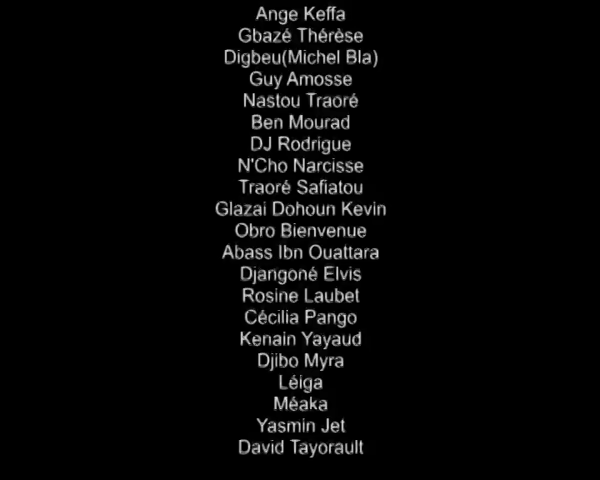 Ange Keffa
Gbazé Thérèse
Digbeu(Michel Bla)
Guy Amosse
Nastou Traoré
Ben Mourad
DJ Rodrigue
N'Cho Narcisse
Traoré Safiatou
Glazai Dohoun Kevin
Obro Bienvenue
Abass Ibn Ouattara
Djangoné Elvis
Rosine Laubet
Cécilia Pango
Kenain Yayaud
Djibo Myra
Léiga
Méaka
Yasmin Jet
David Tayorault